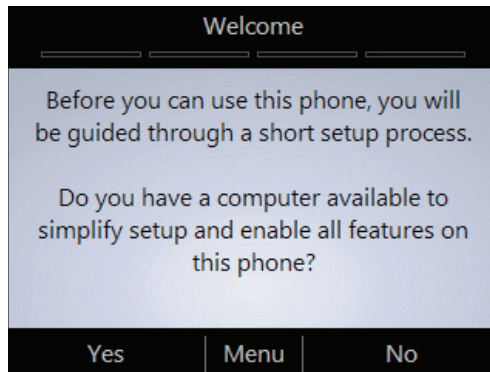 Welcome
Before you can use this phone, you will
be guided through a short setup process.
Do you have a computer available to
simplify setup and enable all features on
this phone?
Yes Menu No